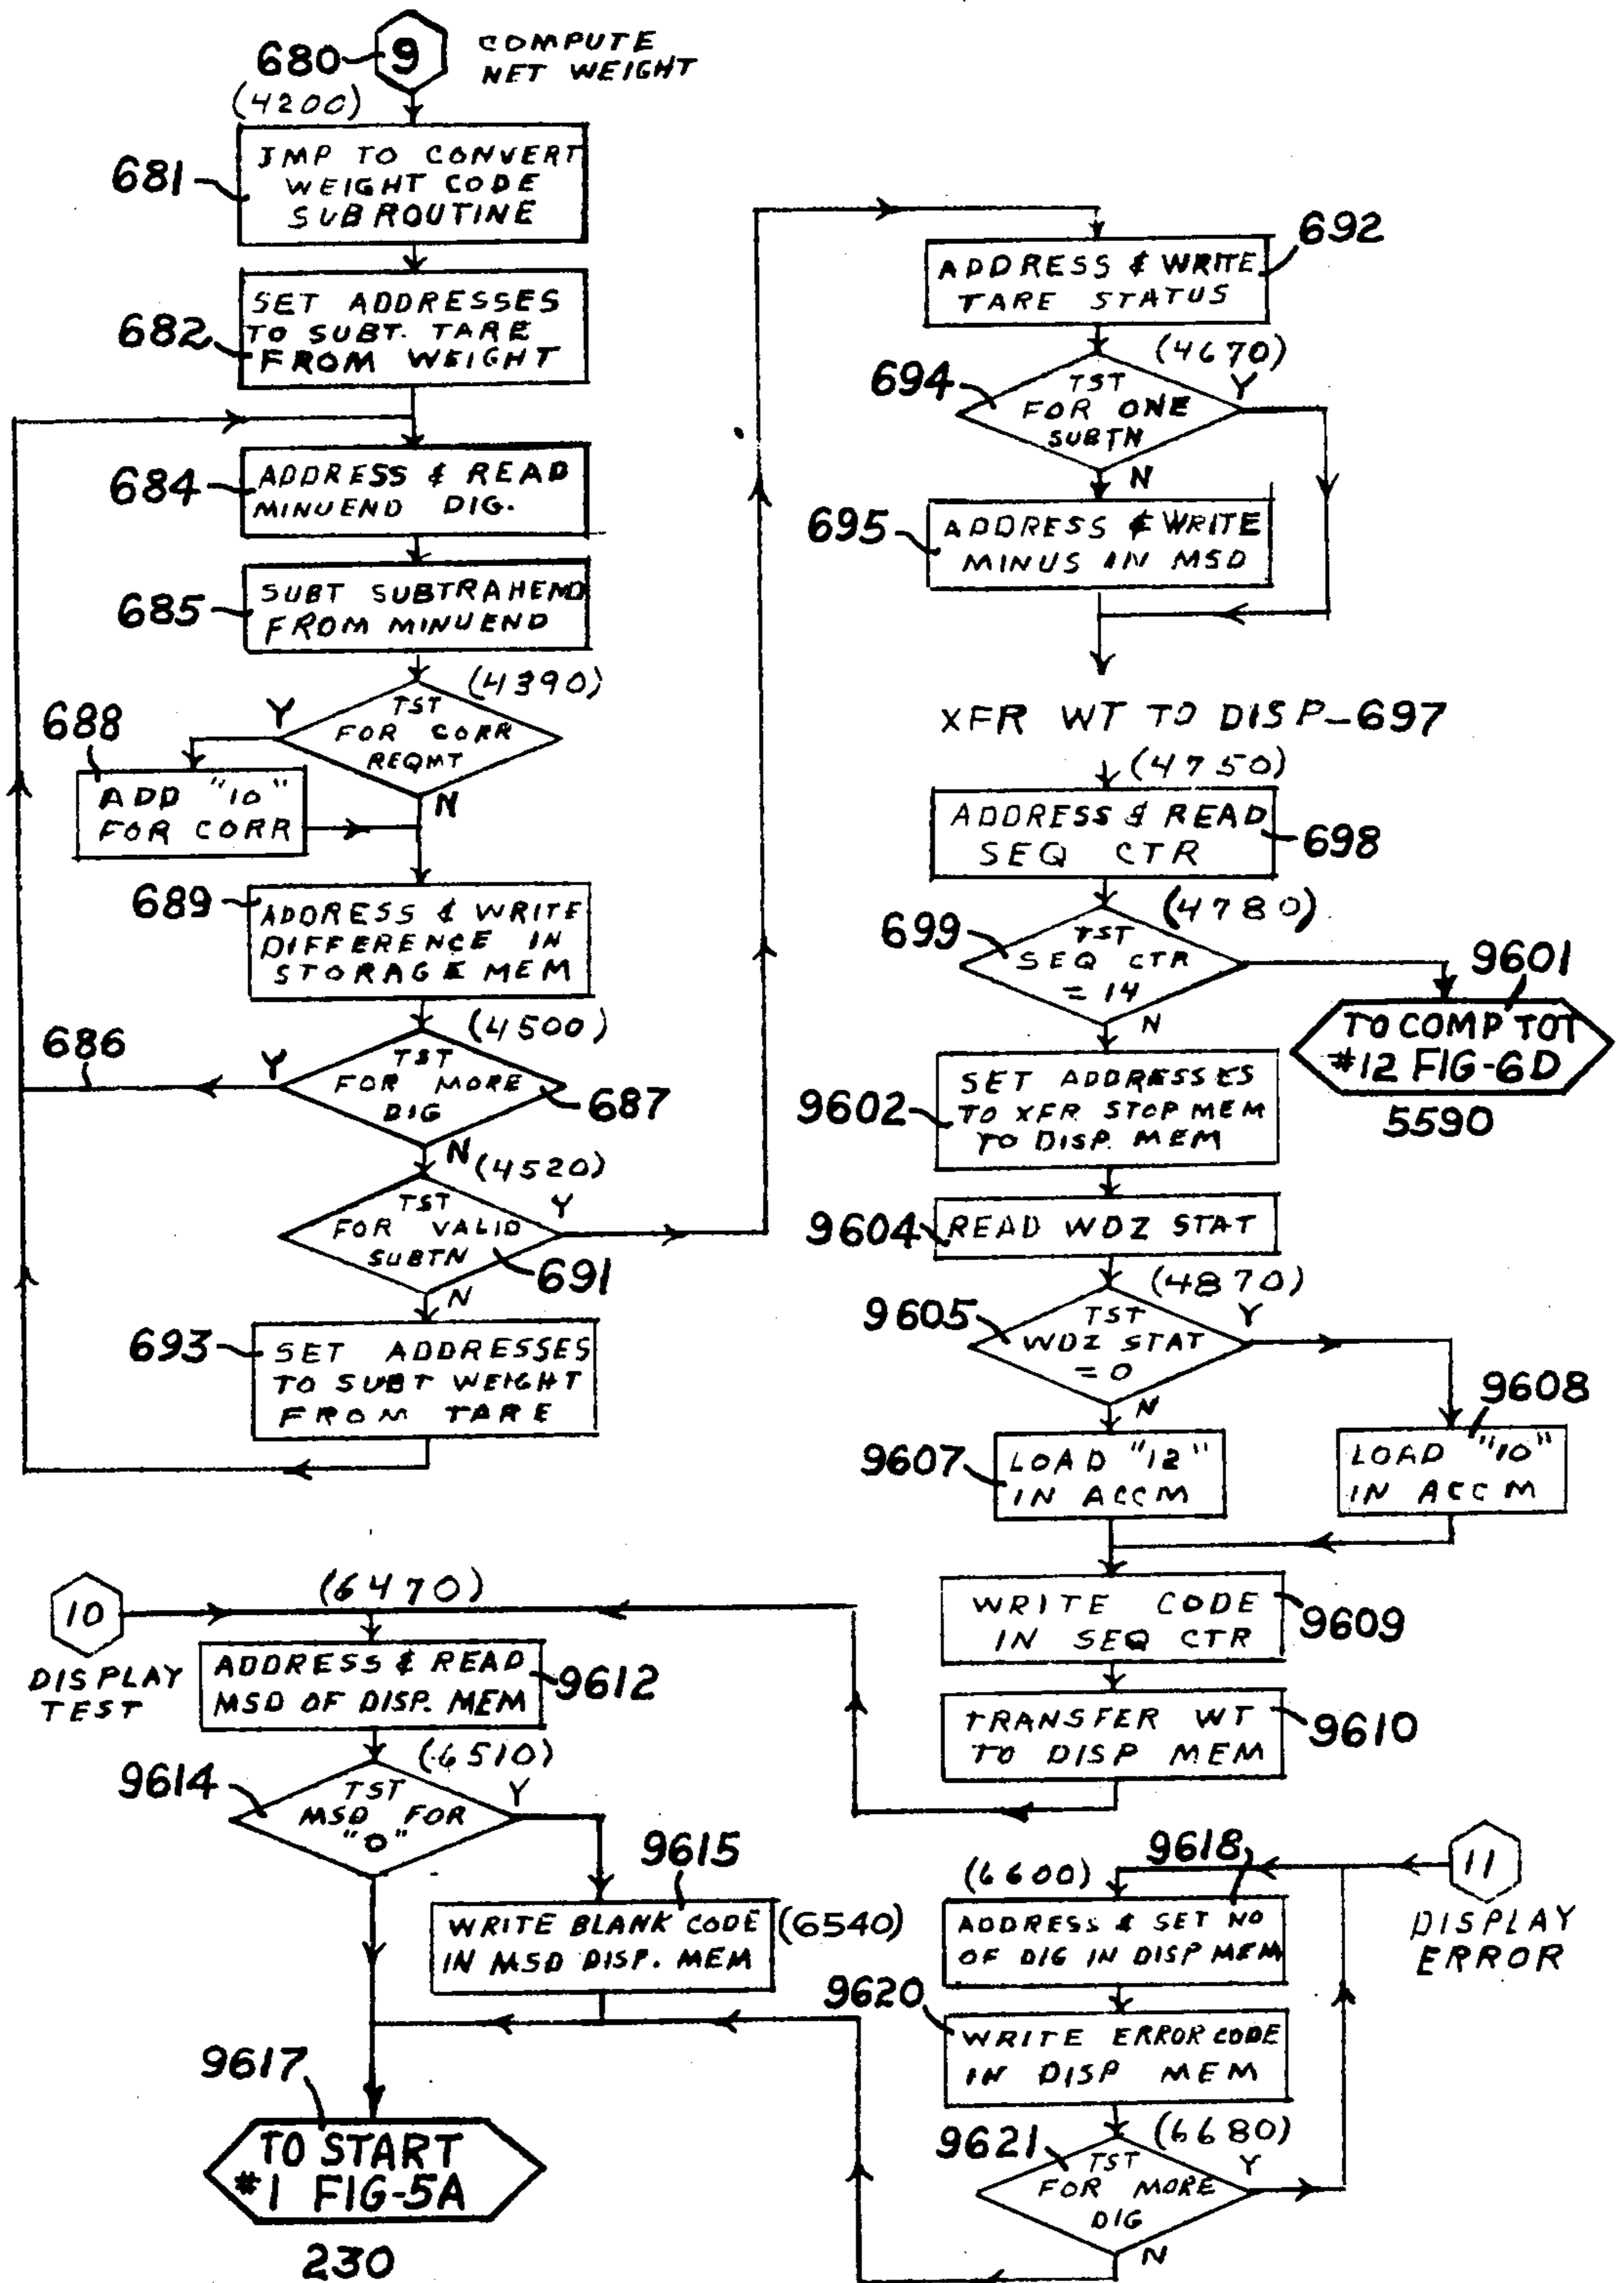 680
9
COMPUTE
NET WEIGHT
(4200)
681
JMP TO CONVERT
WEIGHT CODE
SUBROUTINE
682
SET ADDRESSES
TO SUBT. TARE
FROM WEIGHT
684
ADDRESS & READ
MINUEND DIG.
685
SUBT SUBTRAHEND
FROM MINUEND
(4390)
TST
FOR CORR
REQMT
Y
N
688
ADD "10"
FOR CORR
689
ADDRESS & WRITE
DIFFERENCE IN
STORAGE MEM
(4500)
686
Y
TST
FOR MORE
DIG
687
N
(4520)
TST
FOR VALID
SUBTN
Y
691
N
693
SET ADDRESSES
TO SUBT WEIGHT
FROM TARE
692
ADDRESS & WRITE
TARE STATUS
(4670)
694
TST
FOR ONE
SUBTN
Y
N
695
ADDRESS & WRITE
MINUS IN MSD
XFR WT TO DISP-697
(4750)
ADDRESS & READ
SEQ CTR
698
(4780)
699
TST
SEQ CTR
= 14
N
9601
TO COMP TOT
#12 FIG-6D
5590
9602
SET ADDRESSES
TO XFR STOP MEM
TO DISP. MEM
9604
READ WDZ STAT
(4870)
9605
TST
WDZ STAT
= 0
Y
N
9607
LOAD "12"
IN ACCM
9608
LOAD "10"
IN ACCM
WRITE CODE
IN SEQ CTR
9609
TRANSFER WT
TO DISP MEM
9610
10
DISPLAY
TEST
(6470)
ADDRESS & READ
MSD OF DISP. MEM
9612
(6510)
9614
TST
MSD FOR
"0"
Y
9615
WRITE BLANK CODE
IN MSD DISP. MEM
(6540)
9617
TO START
#1 FIG-5A
230
11
DISPLAY
ERROR
(6600)
9618
ADDRESS & SET NO
OF DIG IN DISP MEM
9620
WRITE ERROR CODE
IN DISP MEM
(6680)
9621
TST
FOR MORE
DIG
Y
N